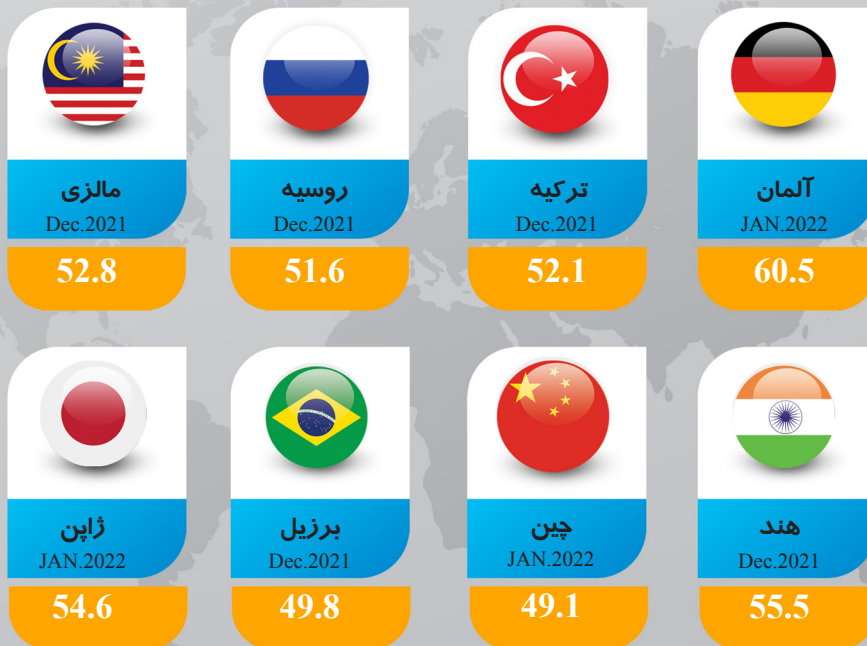 آلمان
JAN.2022
60.5
ترکیه
Dec.2021
52.1
روسیه
Dec.2021
51.6
مالزی
Dec.2021
52.8
هند
Dec.2021
55.5
چین
JAN.2022
49.1
برزیل
Dec.2021
49.8
ژاپن
JAN.2022
54.6